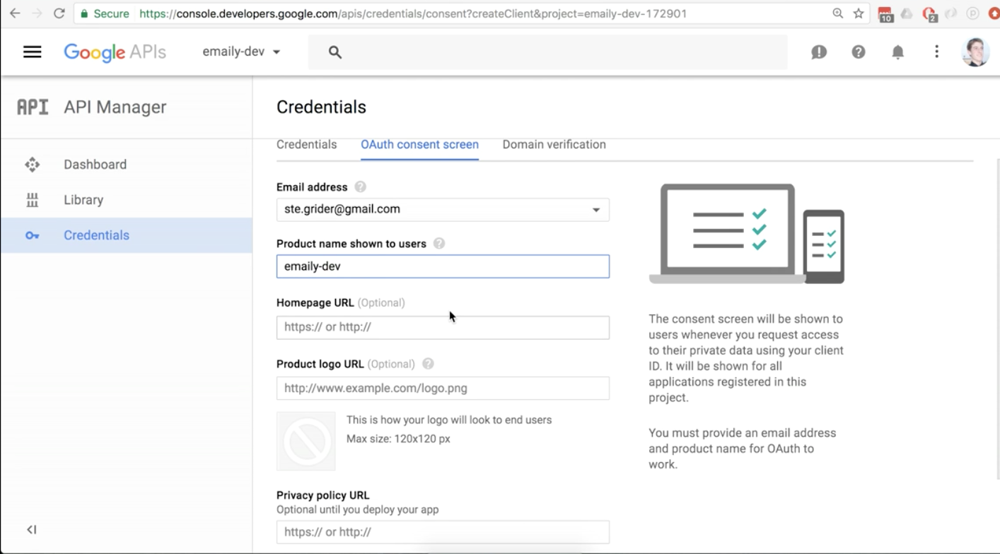 Secure https://console.developers.google.com/apis/credentials/consent?createClient&project=emaily-dev-172901
10
2
Google APIs
emaily-dev
API API Manager
Credentials
Dashboard
Library
Credentials
Credentials OAuth consent screen Domain verification
Email address
ste.grider@gmail.com
Product name shown to users
emaily-dev
Homepage URL (Optional)
https:// or http://
Product logo URL (Optional)
http://www.example.com/logo.png
This is how your logo will look to end users
Max size: 120x120 px
Privacy policy URL
Optional until you deploy your app
https:// or http://
The consent screen will be shown to
users whenever you request access
to their private data using your client
ID. It will be shown for all
applications registered in this
project.
You must provide an email address
and product name for OAuth to
work.